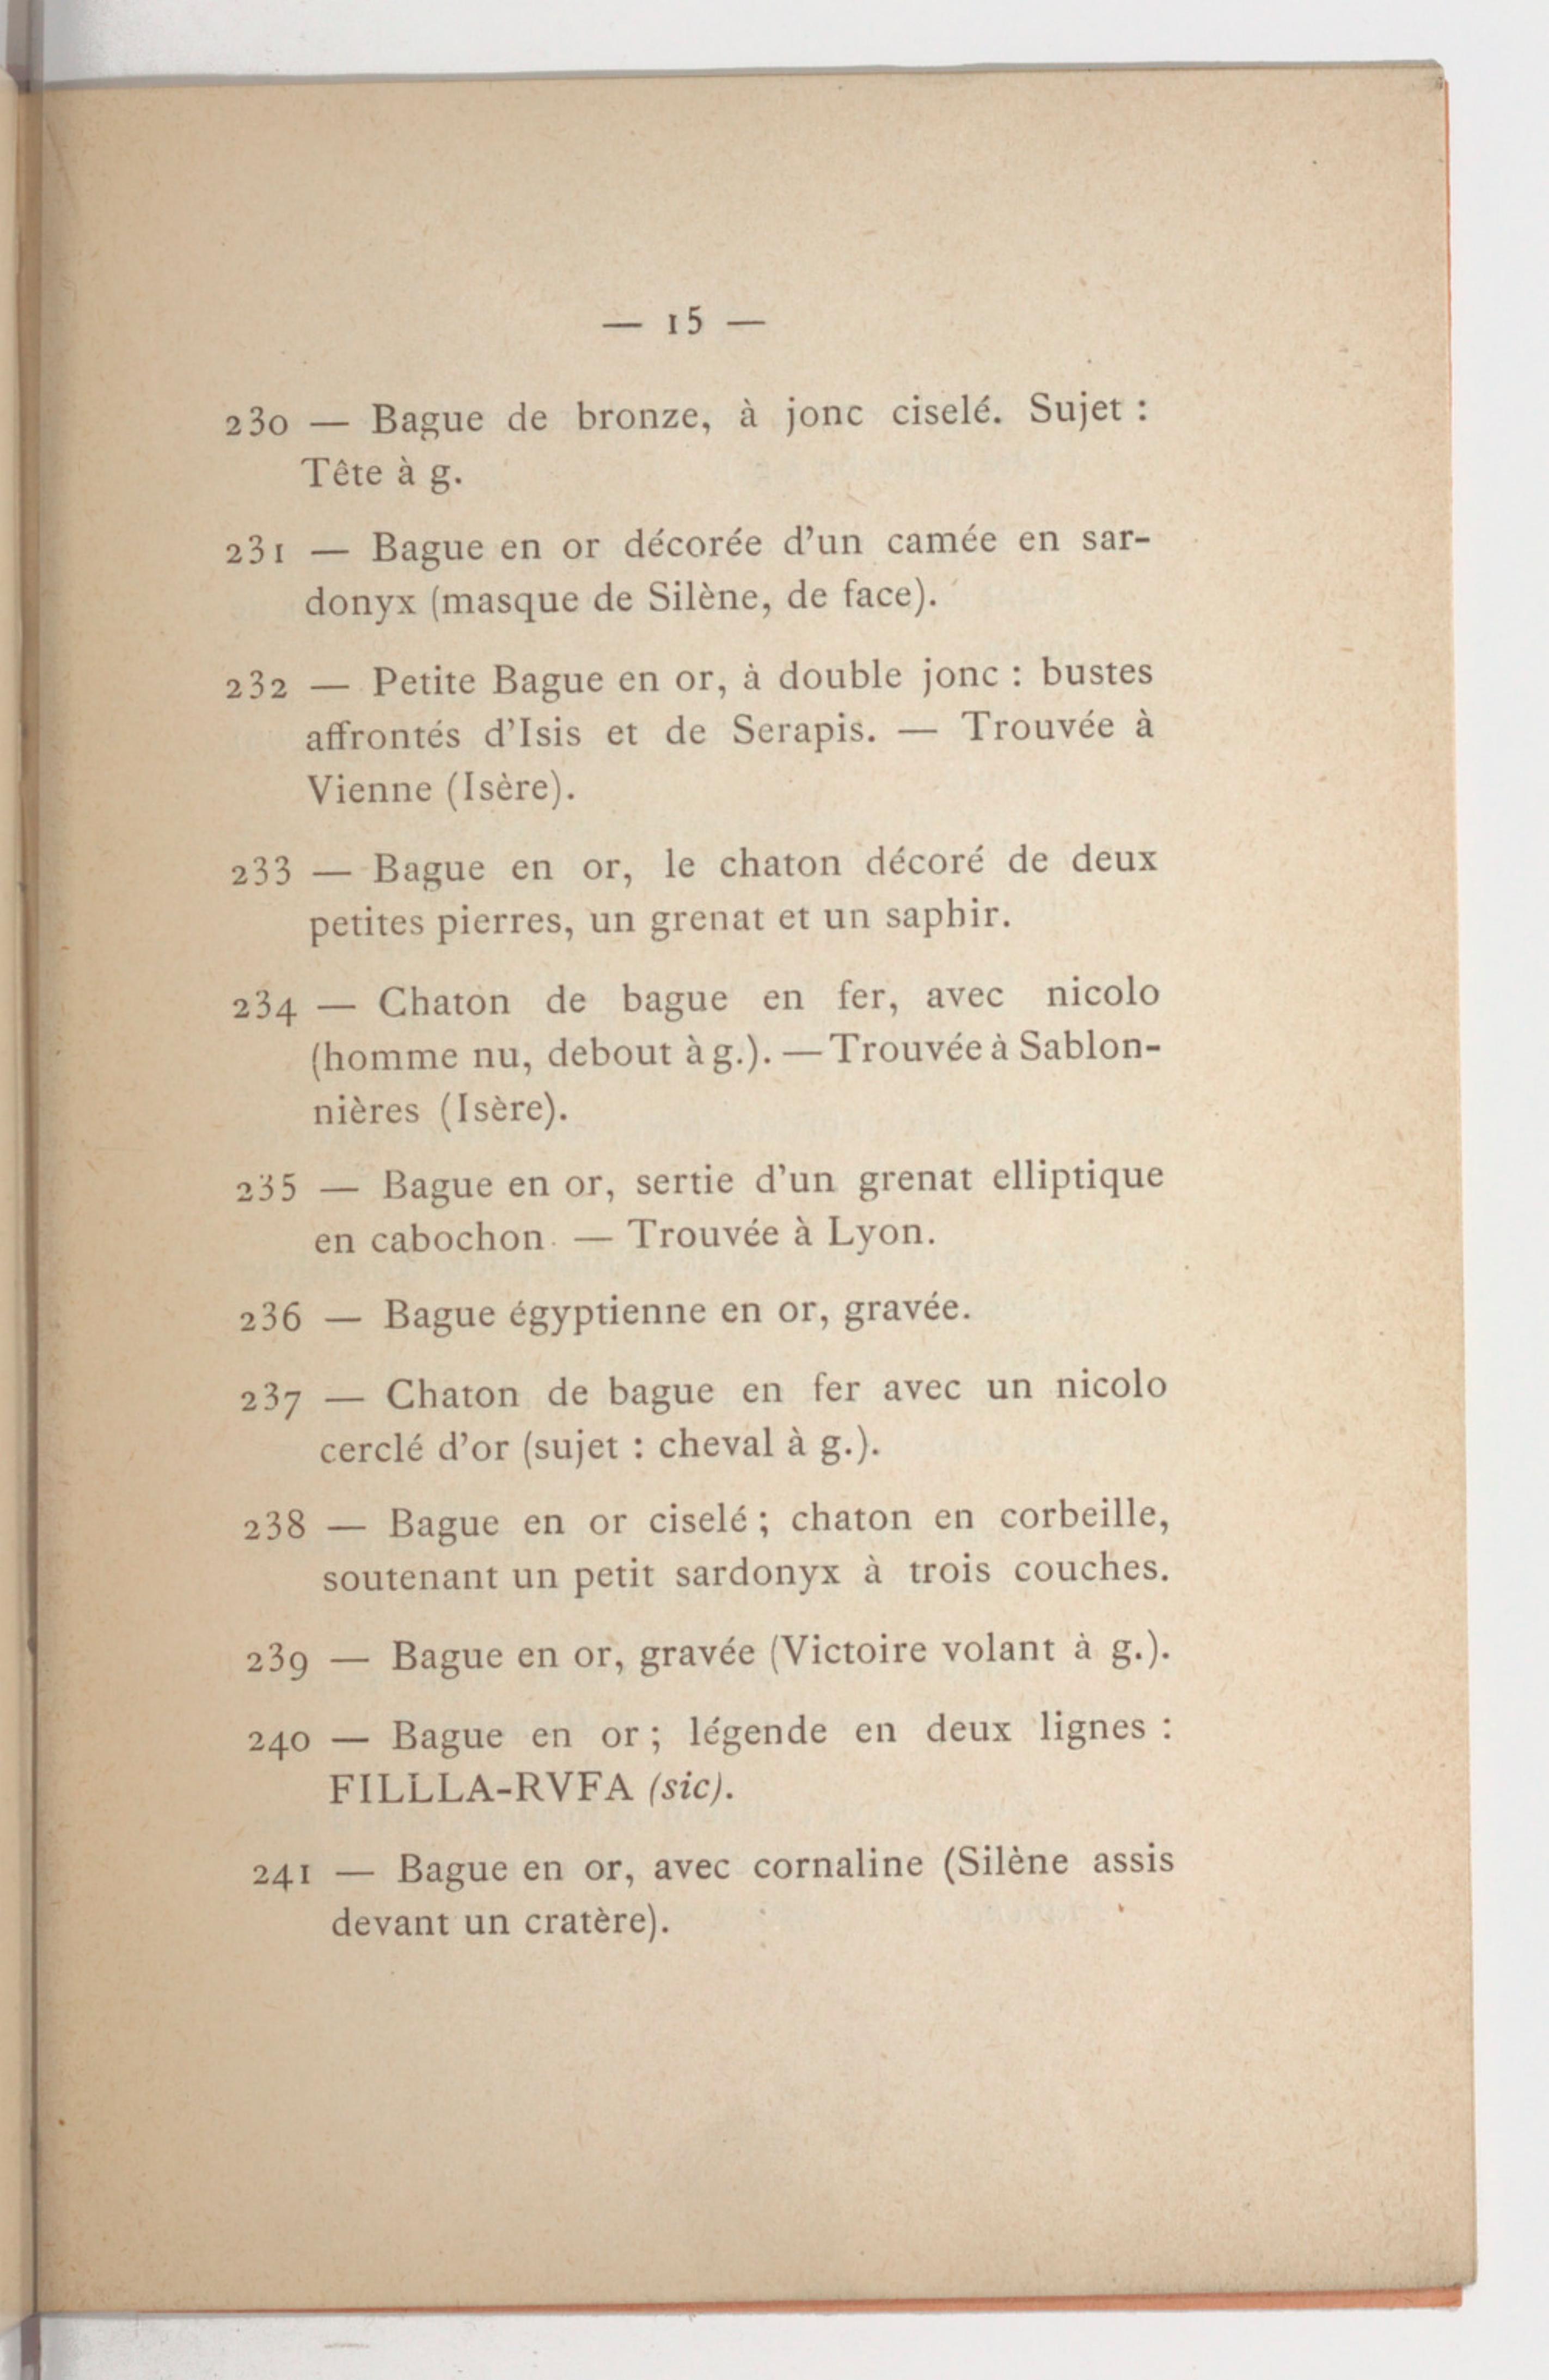 — 15 —
230 — Bague de bronze, à jonc ciselé. Sujet :
Tête à g.
231 — Bague en or décorée d'un camée en sar-
donyx (masque de Silène, de face).
232 — Petite Bague en or, à double jonc : bustes
affrontés d'Isis et de Serapis. — Trouvée à
Vienne (Isère).
233 — Bague en or, le chaton décoré de deux
petites pierres, un grenat et un saphir.
234 — Chaton de bague en fer, avec nicolo
(homme nu, debout à g.). — Trouvée à Sablon-
nières (Isère).
235 — Bague en or, sertie d'un grenat elliptique
en cabochon. — Trouvée à Lyon.
236 — Bague égyptienne en or, gravée.
237 — Chaton de bague en fer avec un nicolo
cerclé d'or (sujet : cheval à g.).
238 — Bague en or ciselé ; chaton en corbeille,
soutenant un petit sardonyx à trois couches.
239 — Bague en or, gravée (Victoire volant à g.).
240 — Bague en or ; légende en deux lignes :
FILLLA-RVFA (sic).
241 — Bague en or, avec cornaline (Silène assis
devant un cratère).